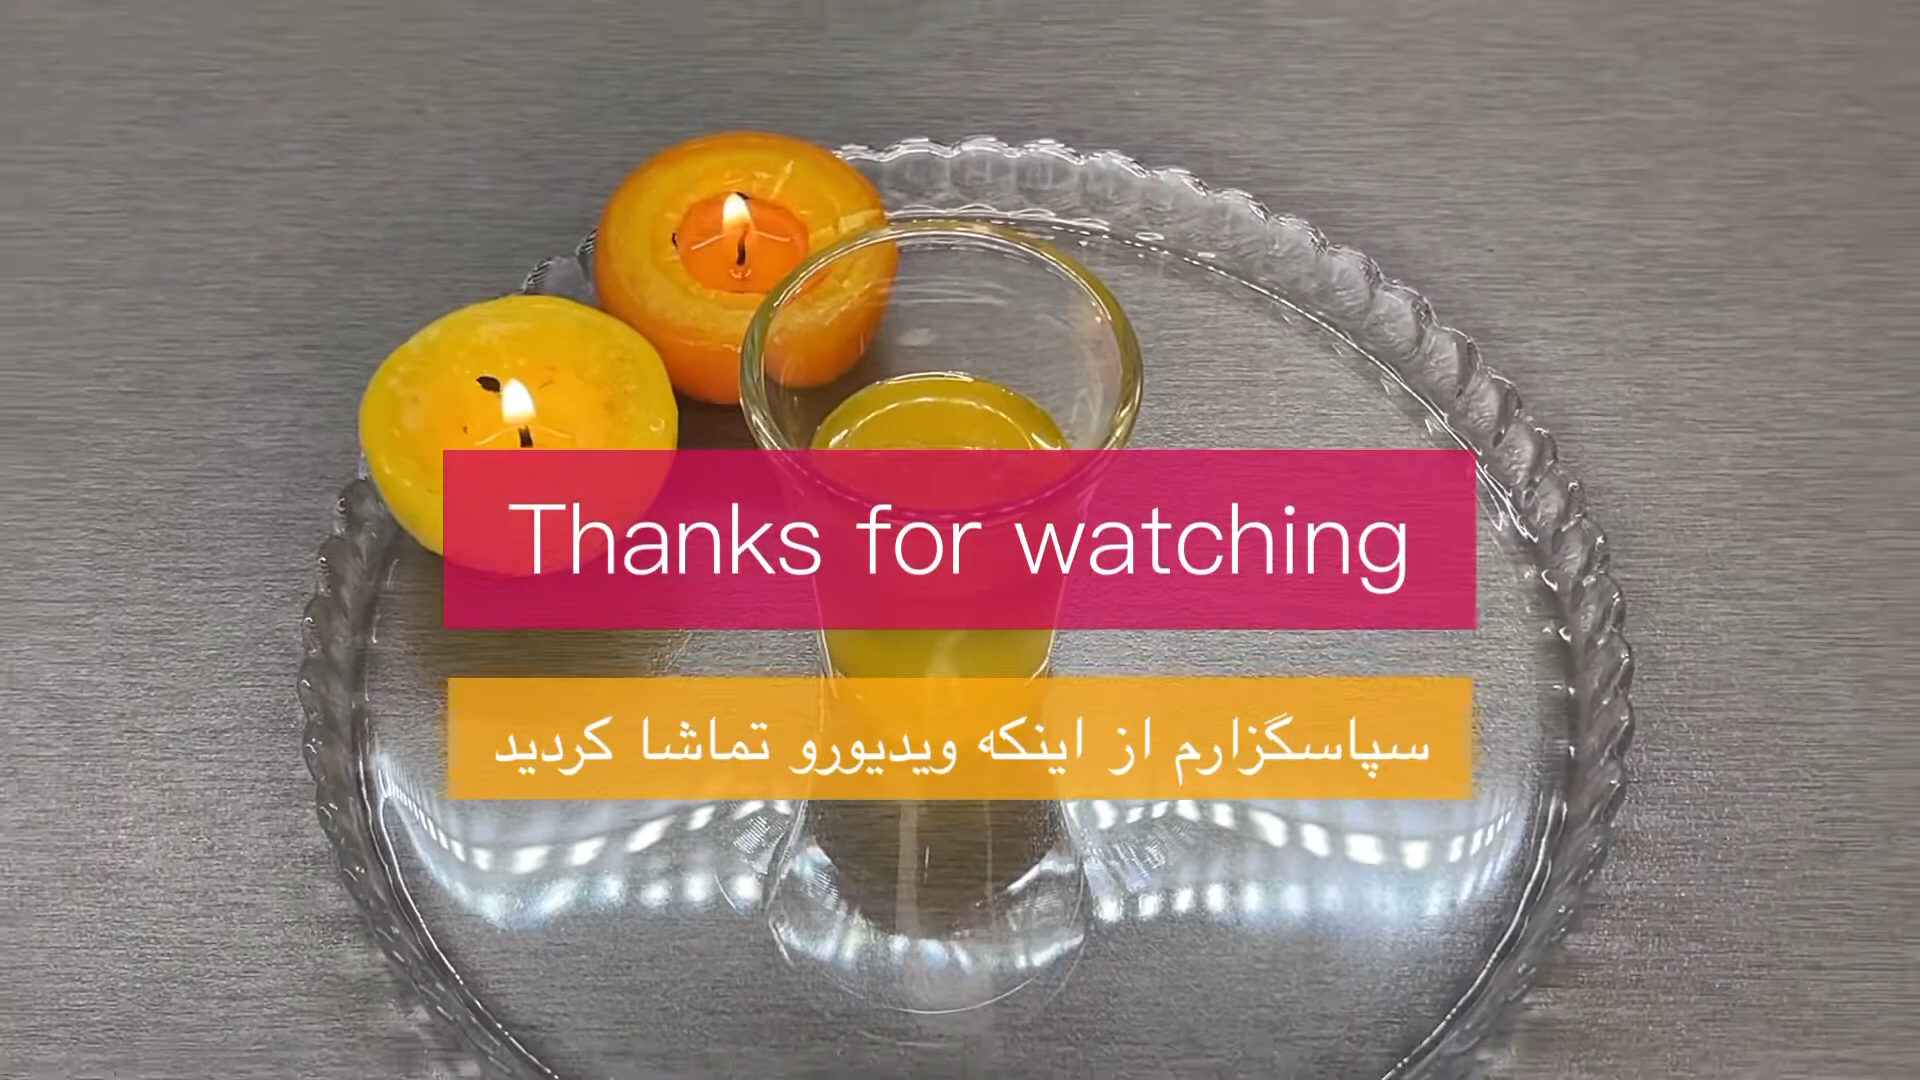 Thanks for watching
سپاسگزارم از اینکه ویدیورو تماشا کردید